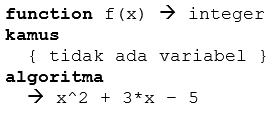 function f(x) → integer
kamus
{ tidak ada variabel }
algoritma
→ x^2 + 3*x - 5